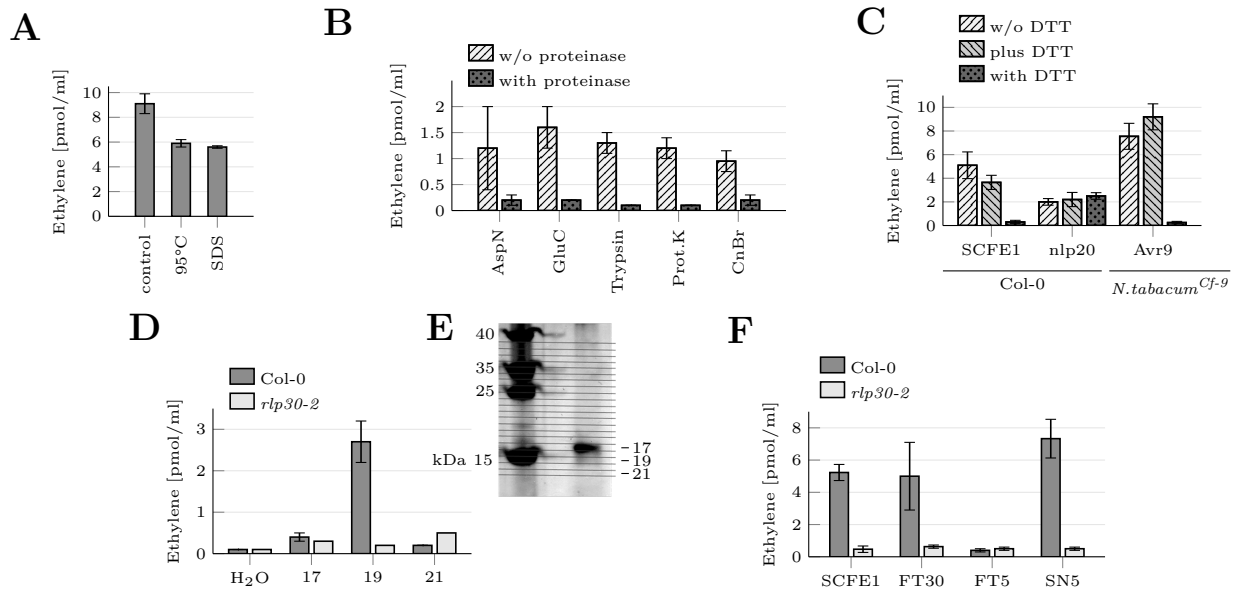 A
Ethylene [pmol/ml]
10
8
6
4
2
0
control
95°C
SDS
B
w/o proteinase
with proteinase
Ethylene [pmol/ml]
2
1.5
1
0.5
0
AspN
GluC
Trypsin
Prot.K
CnBr
C
w/o DTT
plus DTT
with DTT
Ethylene [pmol/ml]
10
8
6
4
2
0
SCFE1
nlp20
Avr9
Col-0
N.tabacum^Cf-9
D
Col-0
rlp30-2
Ethylene [pmol/ml]
3
2
1
0
H₂O
17
19
21
E
40
35
25
kDa 15
-17
-19
-21
F
Col-0
rlp30-2
Ethylene [pmol/ml]
8
6
4
2
0
SCFE1
FT30
FT5
SN5